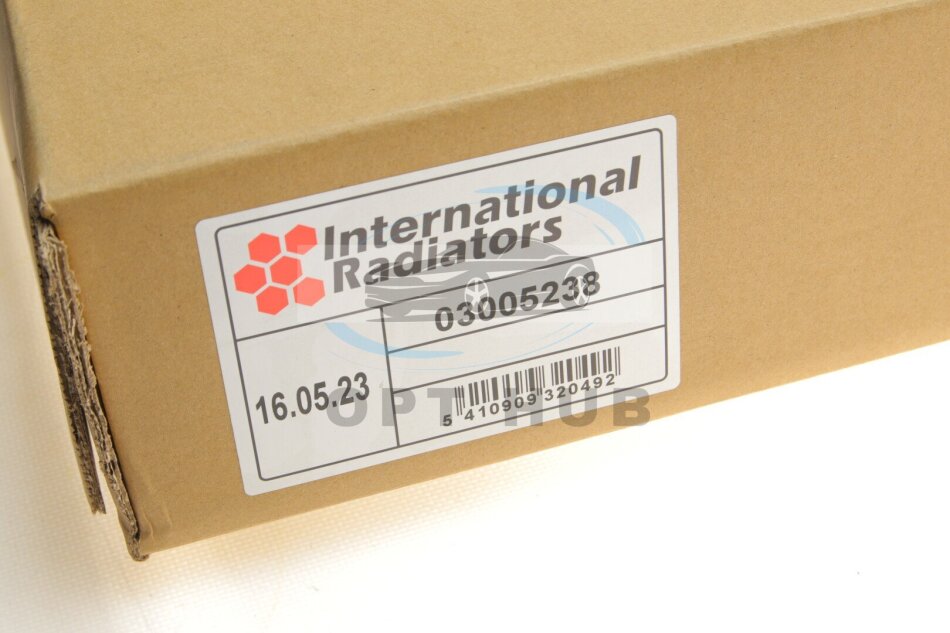 International
Radiators
03005238
16.05.23
5 410909 320492
OPT HUB